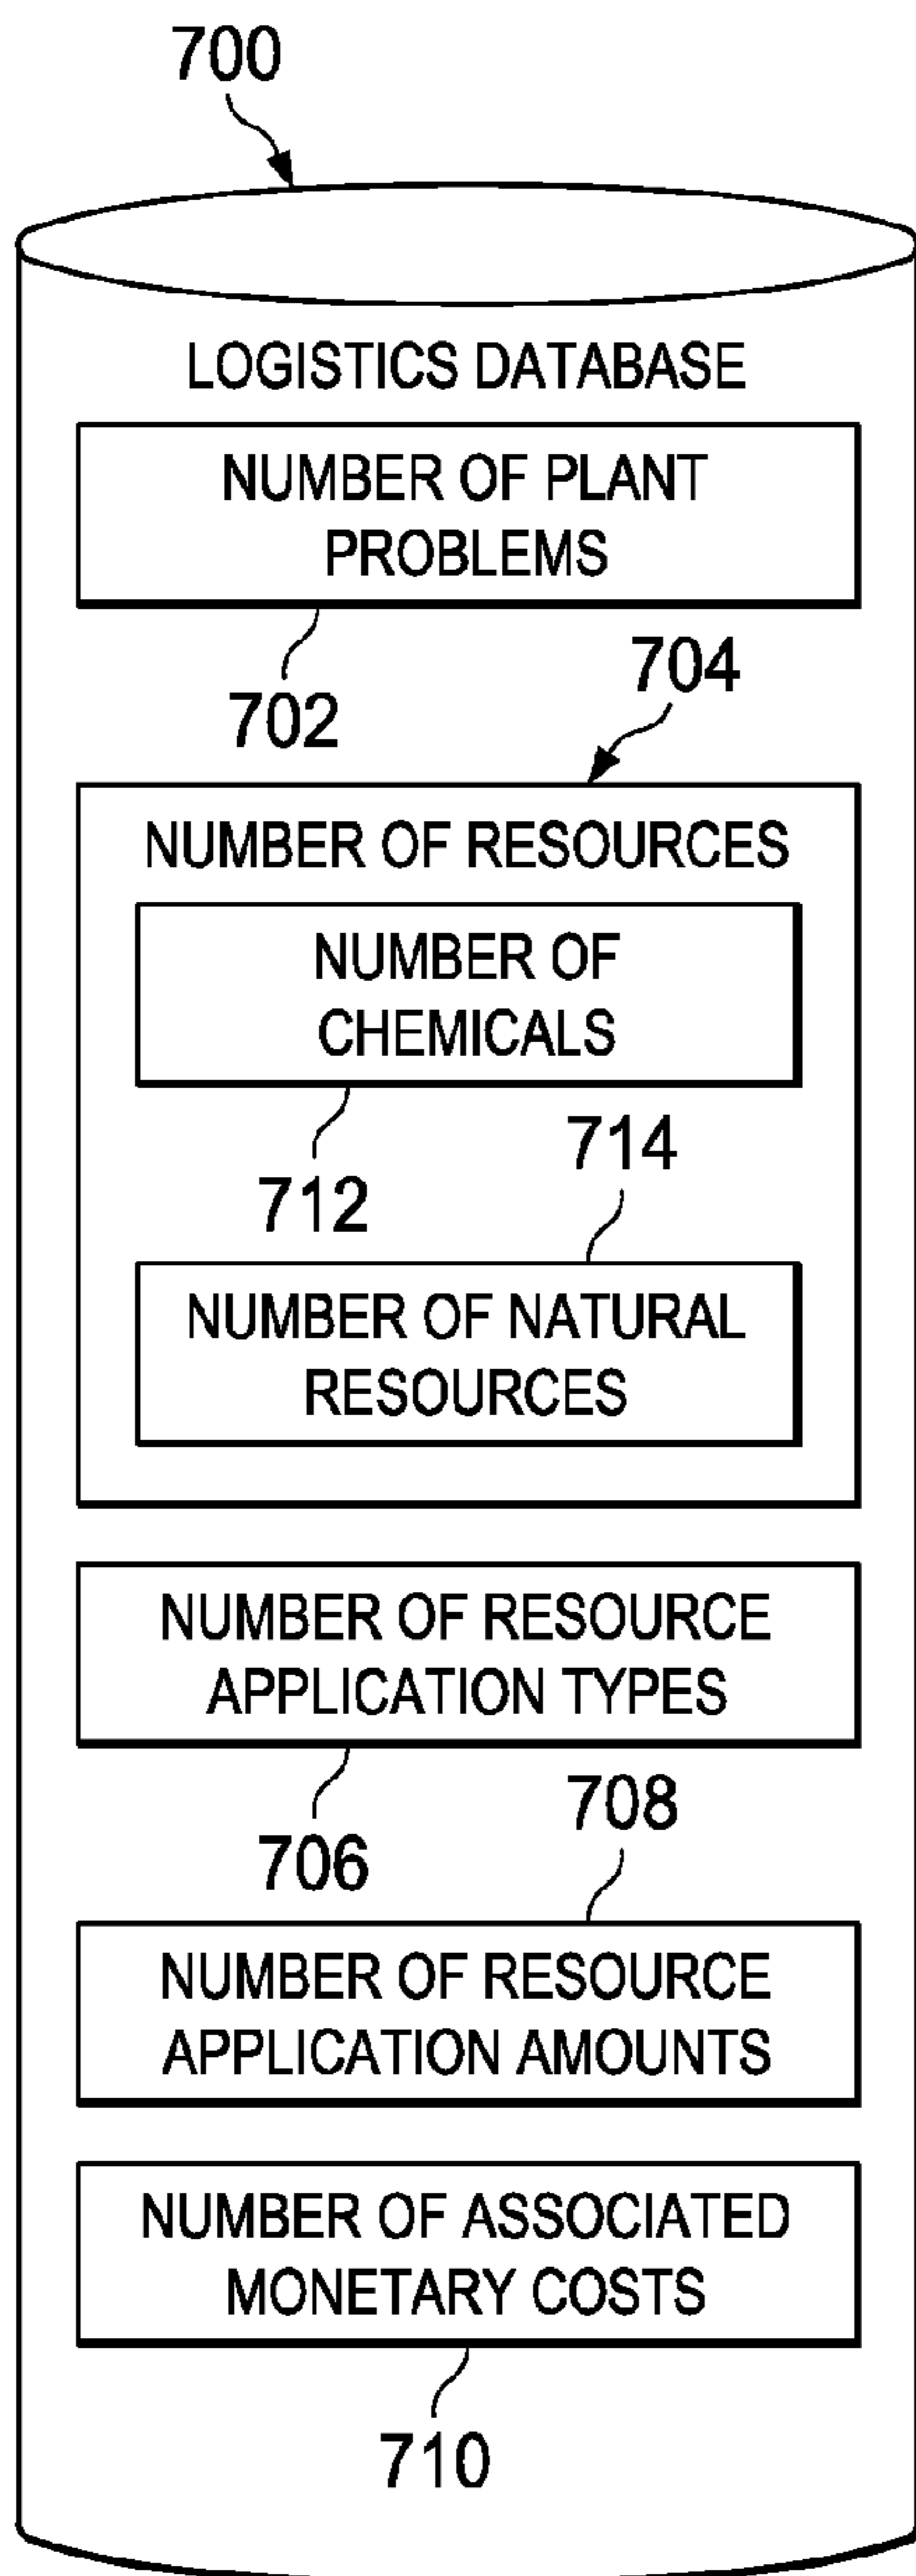 700
LOGISTICS DATABASE
NUMBER OF PLANT
PROBLEMS
702
704
NUMBER OF RESOURCES
NUMBER OF
CHEMICALS
712
714
NUMBER OF NATURAL
RESOURCES
NUMBER OF RESOURCE
APPLICATION TYPES
706
708
NUMBER OF RESOURCE
APPLICATION AMOUNTS
NUMBER OF ASSOCIATED
MONETARY COSTS
710